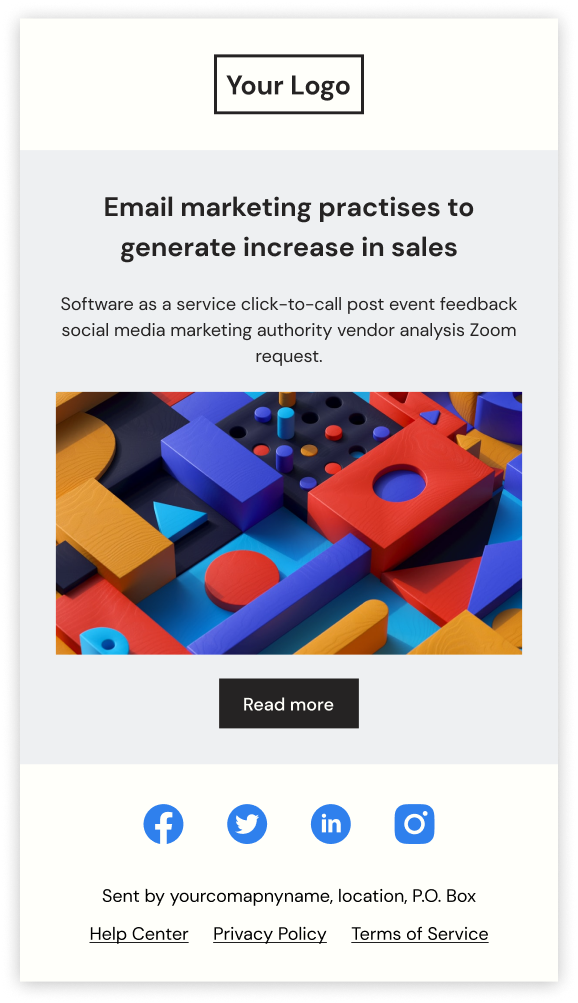 Your Logo
Email marketing practises to
generate increase in sales
Software as a service click-to-call post event feedback
social media marketing authority vendor analysis Zoom
request.
Read more
Sent by yourcomapnyname, location, P.O. Box
Help Center Privacy Policy Terms of Service